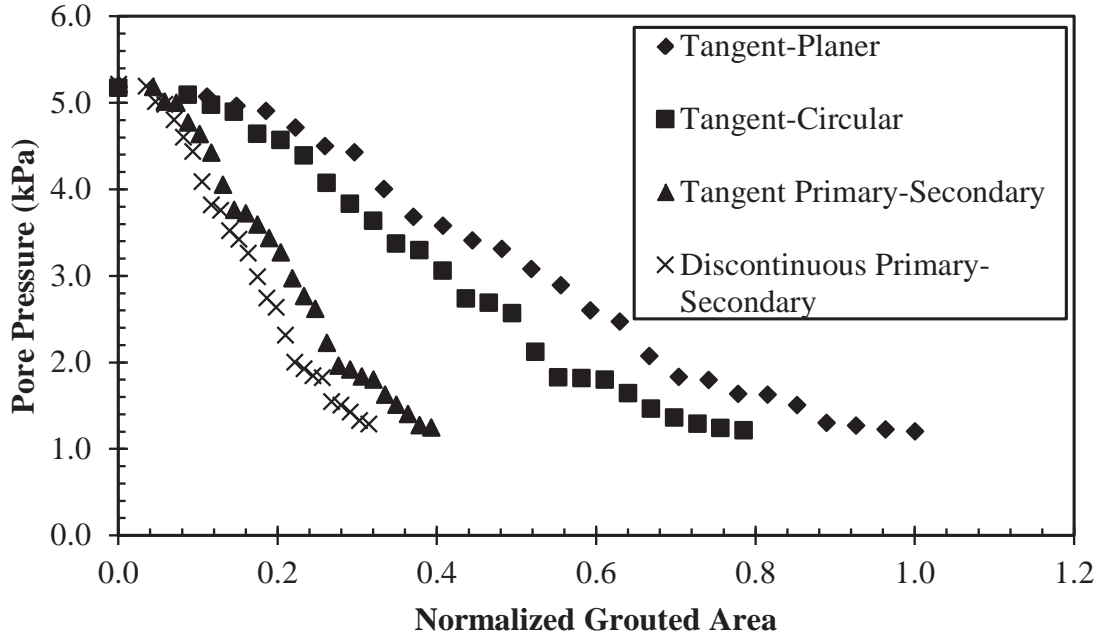 6.0
5.0
4.0
3.0
2.0
1.0
0.0
Pore Pressure (kPa)
Tangent-Planer
Tangent-Circular
Tangent Primary-Secondary
Discontinuous Primary-
Secondary
0.0 0.2 0.4 0.6 0.8 1.0 1.2
Normalized Grouted Area